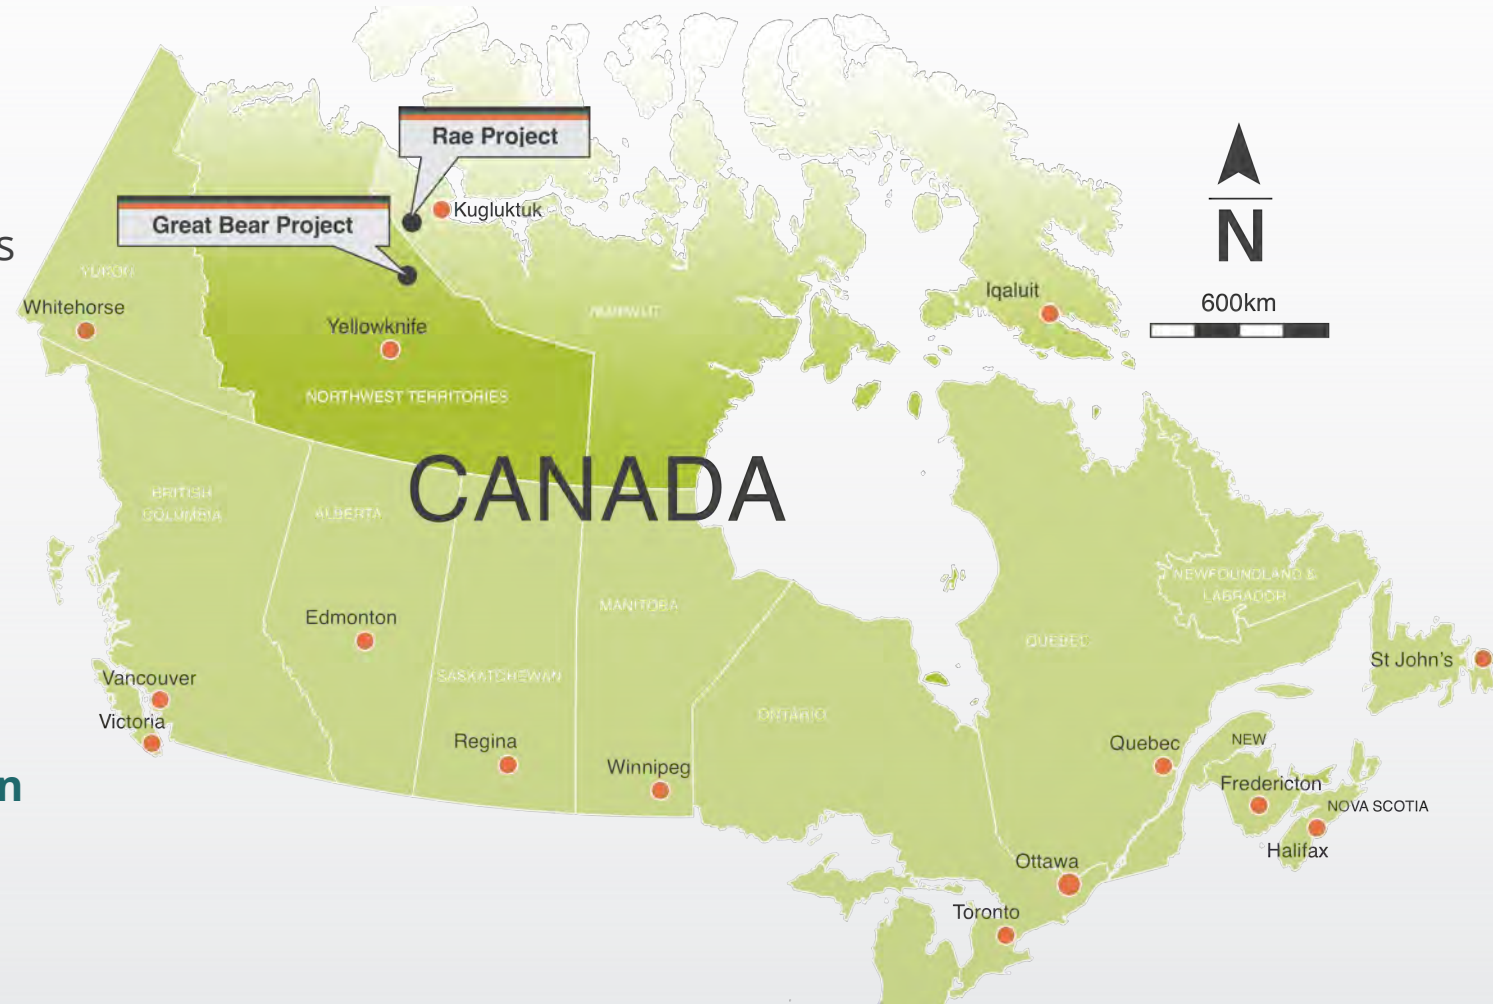 Rae Project
Great Bear Project
Kugluktuk
N
600km
s
YUKON
Whitehorse
Yellowknife
NUNAVUT
Iqaluit
NORTHWEST TERRITORIES
CANADA
BRITISH
COLUMBIA
ALBERTA
NEWFOUNDLAND &
LABRADOR
MANITOBA
Edmonton
QUEBEC
St John's
SASKATCHEWAN
Vancouver
ONTARIO
Victoria
Regina
Quebec
NEW
Winnipeg
Fredericton
n
NOVA SCOTIA
Halifax
Ottawa
Toronto